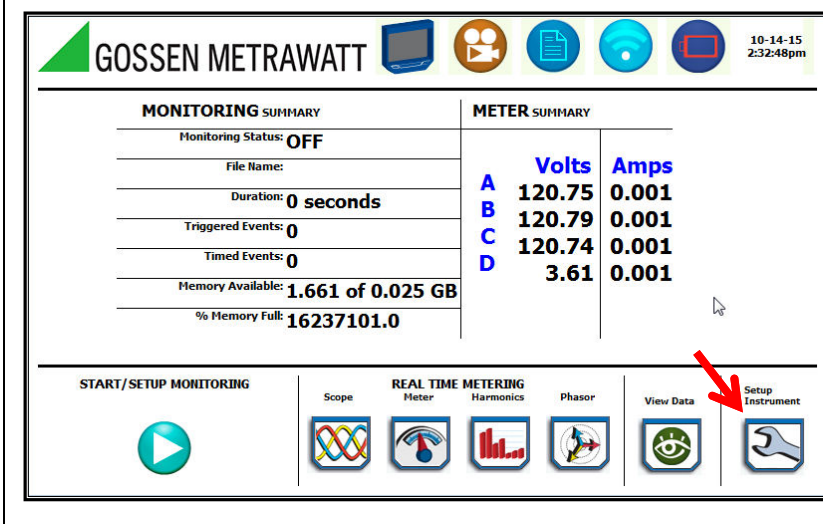 GOSSEN METRAWATT
10-14-15
2:32:48pm
MONITORING SUMMARY
Monitoring Status: OFF
File Name:
Duration: 0 seconds
Triggered Events: 0
Timed Events: 0
Memory Available: 1.661 of 0.025 GB
% Memory Full: 16237101.0
METER SUMMARY
Volts Amps
A 120.75 0.001
B 120.79 0.001
C 120.74 0.001
D 3.61 0.001
START/SETUP MONITORING
REAL TIME METERING
Scope Meter Harmonics Phasor
View Data
Setup
Instrument